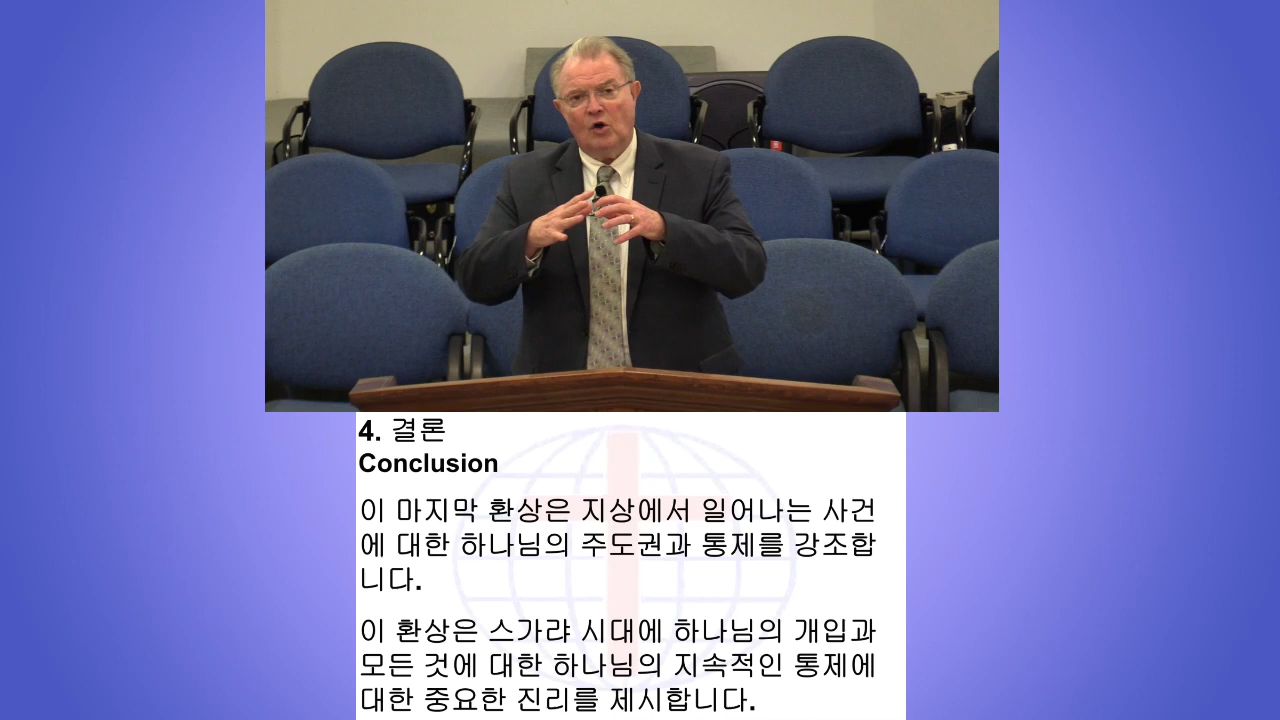 4. 결론
Conclusion
이 마지막 환상은 지상에서 일어나는 사건
에 대한 하나님의 주도권과 통제를 강조합
니다.
이 환상은 스가랴 시대에 하나님의 개입과
모든 것에 대한 하나님의 지속적인 통제에
대한 중요한 진리를 제시합니다.